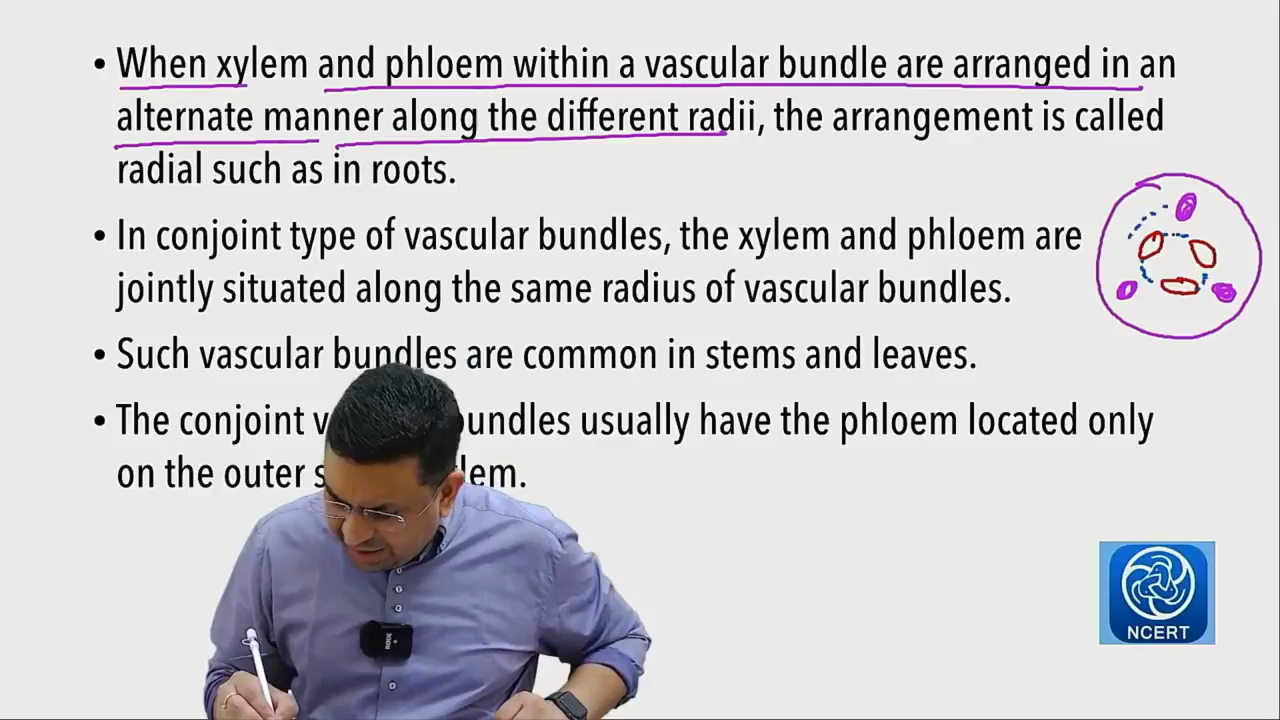 • When xylem and phloem within a vascular bundle are arranged in an
alternate manner along the different radii, the arrangement is called
radial such as in roots.
• In conjoint type of vascular bundles, the xylem and phloem are
jointly situated along the same radius of vascular bundles.
• Such vascular bundles are common in stems and leaves.
• The conjoint bundles usually have the phloem located only
on the outer
NCERT